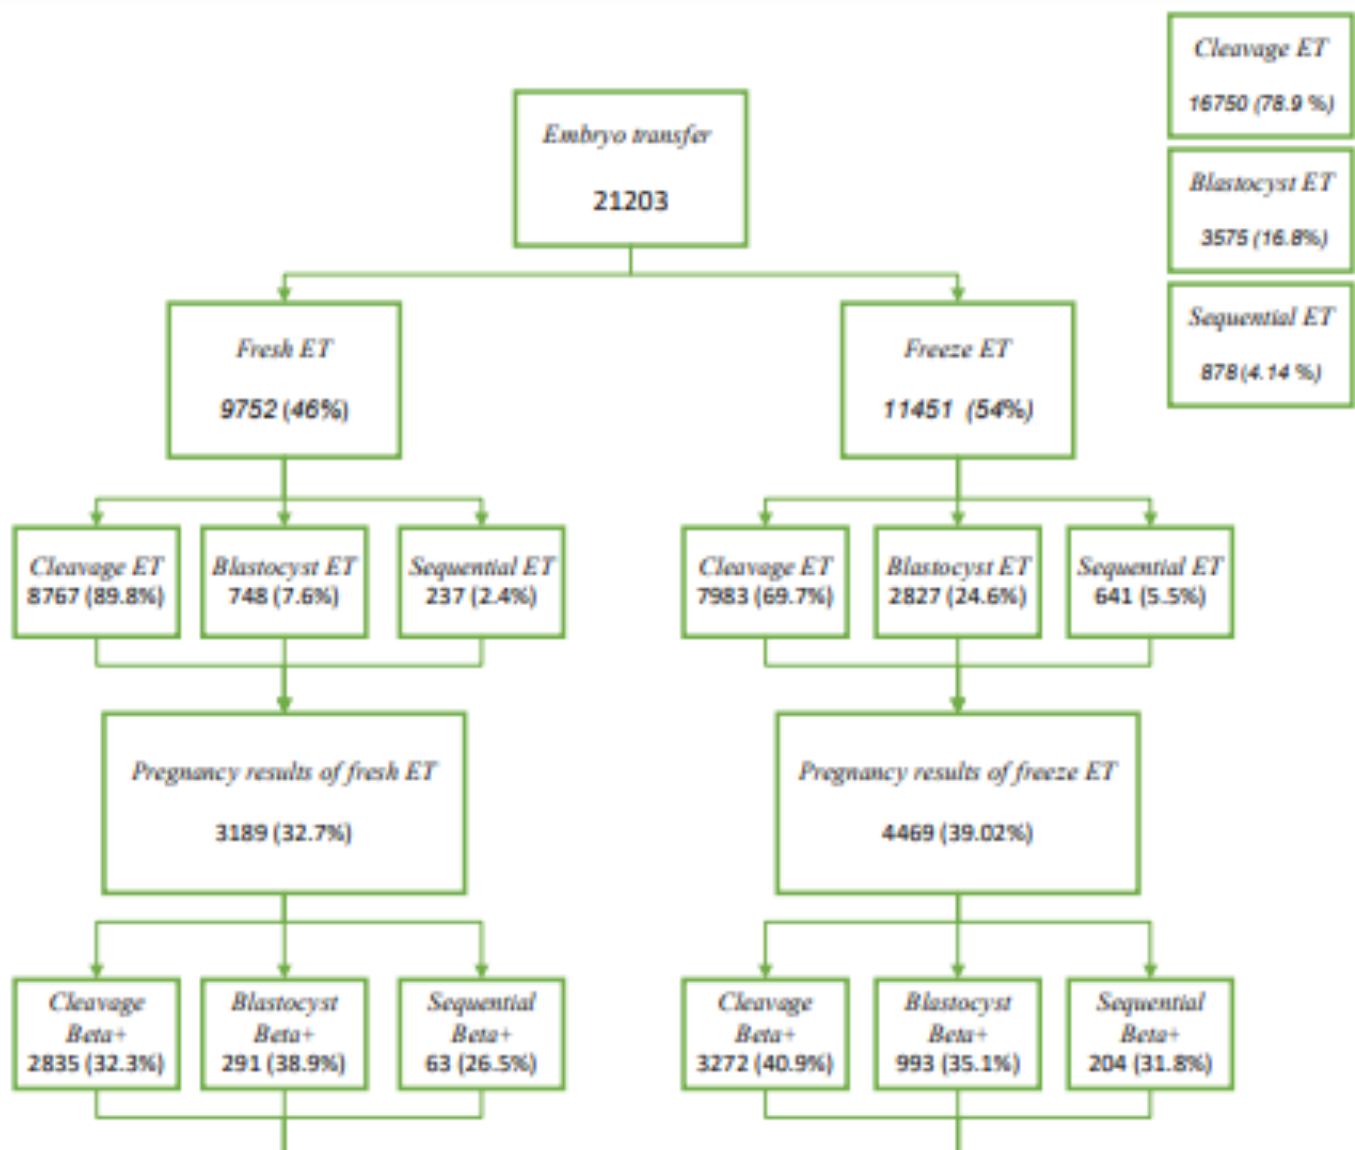 Cleavage ET
16750 (78.9 %)
Embryo transfer
21203
Blastocyst ET
3575 (16.8%)
Sequential ET
878 (4.14 %)
Fresh ET
9752 (46%)
Freeze ET
11451 (54%)
Cleavage ET
8767 (89.8%)
Blastocyst ET
748 (7.6%)
Sequential ET
237 (2.4%)
Cleavage ET
7983 (69.7%)
Blastocyst ET
2827 (24.6%)
Sequential ET
641 (5.5%)
Pregnancy results of fresh ET
3189 (32.7%)
Pregnancy results of freeze ET
4469 (39.02%)
Cleavage
Beta+
2835 (32.3%)
Blastocyst
Beta+
291 (38.9%)
Sequential
Beta+
63 (26.5%)
Cleavage
Beta+
3272 (40.9%)
Blastocyst
Beta+
993 (35.1%)
Sequential
Beta+
204 (31.8%)